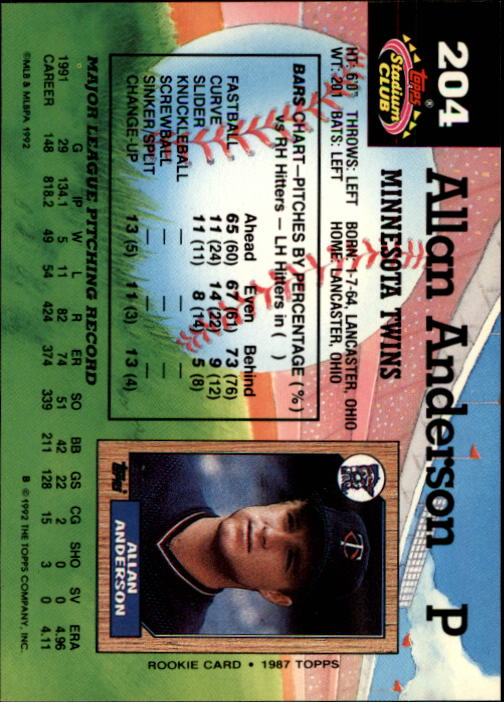 204
topps
Stadium
CLUB
®
Allan Anderson P
MINNESOTA TWINS
HT: 6'0" THROWS: LEFT BORN: 1-7-64, LANCASTER, OHIO
WT: 201 BATS: LEFT HOME: LANCASTER, OHIO
BARS CHART—PITCHES BY PERCENTAGE (%)
vs RH Hitters — LH Hitters in ( )
Ahead Even Behind
FASTBALL 65 (60) 67 (61) 73 (76)
CURVE 11 (24) 14 (22) 9 (12)
SLIDER 11 (11) 8 (14) 5 (8)
KNUCKLEBALL — — —
SCREWBALL — — —
SINKER/SPLIT — — —
CHANGE-UP 13 (5) 11 (3) 13 (4)
MAJOR LEAGUE PITCHING RECORD
G IP W L R ER SO BB GS CG SHO SV ERA
1991 29 134.1 5 11 82 74 51 42 22 2 0 0 4.96
CAREER 148 818.2 49 54 424 374 339 211 128 15 3 0 4.11
©MLB & MLBPA 1992
B © 1992 THE TOPPS COMPANY, INC.
Topps
ALLAN
ANDERSON
ROOKIE CARD • 1987 TOPPS